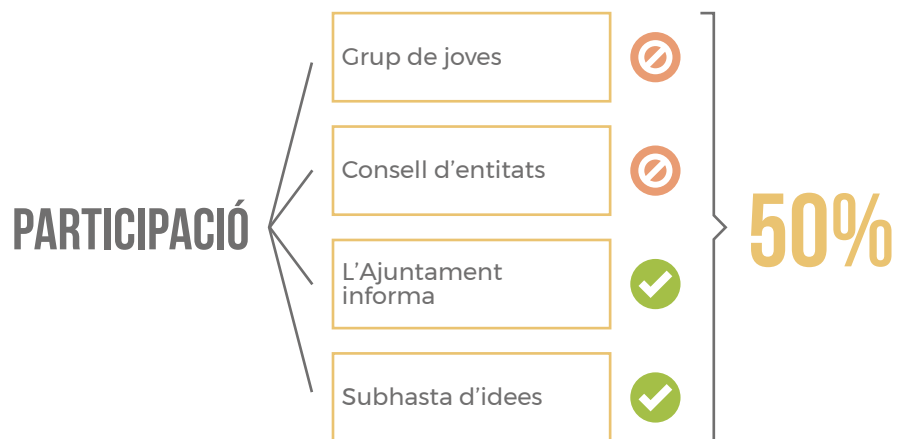 PARTICIPACIÓ
Grup de joves
Consell d’entitats
L’Ajuntament
informa
Subhasta d’idees
50%